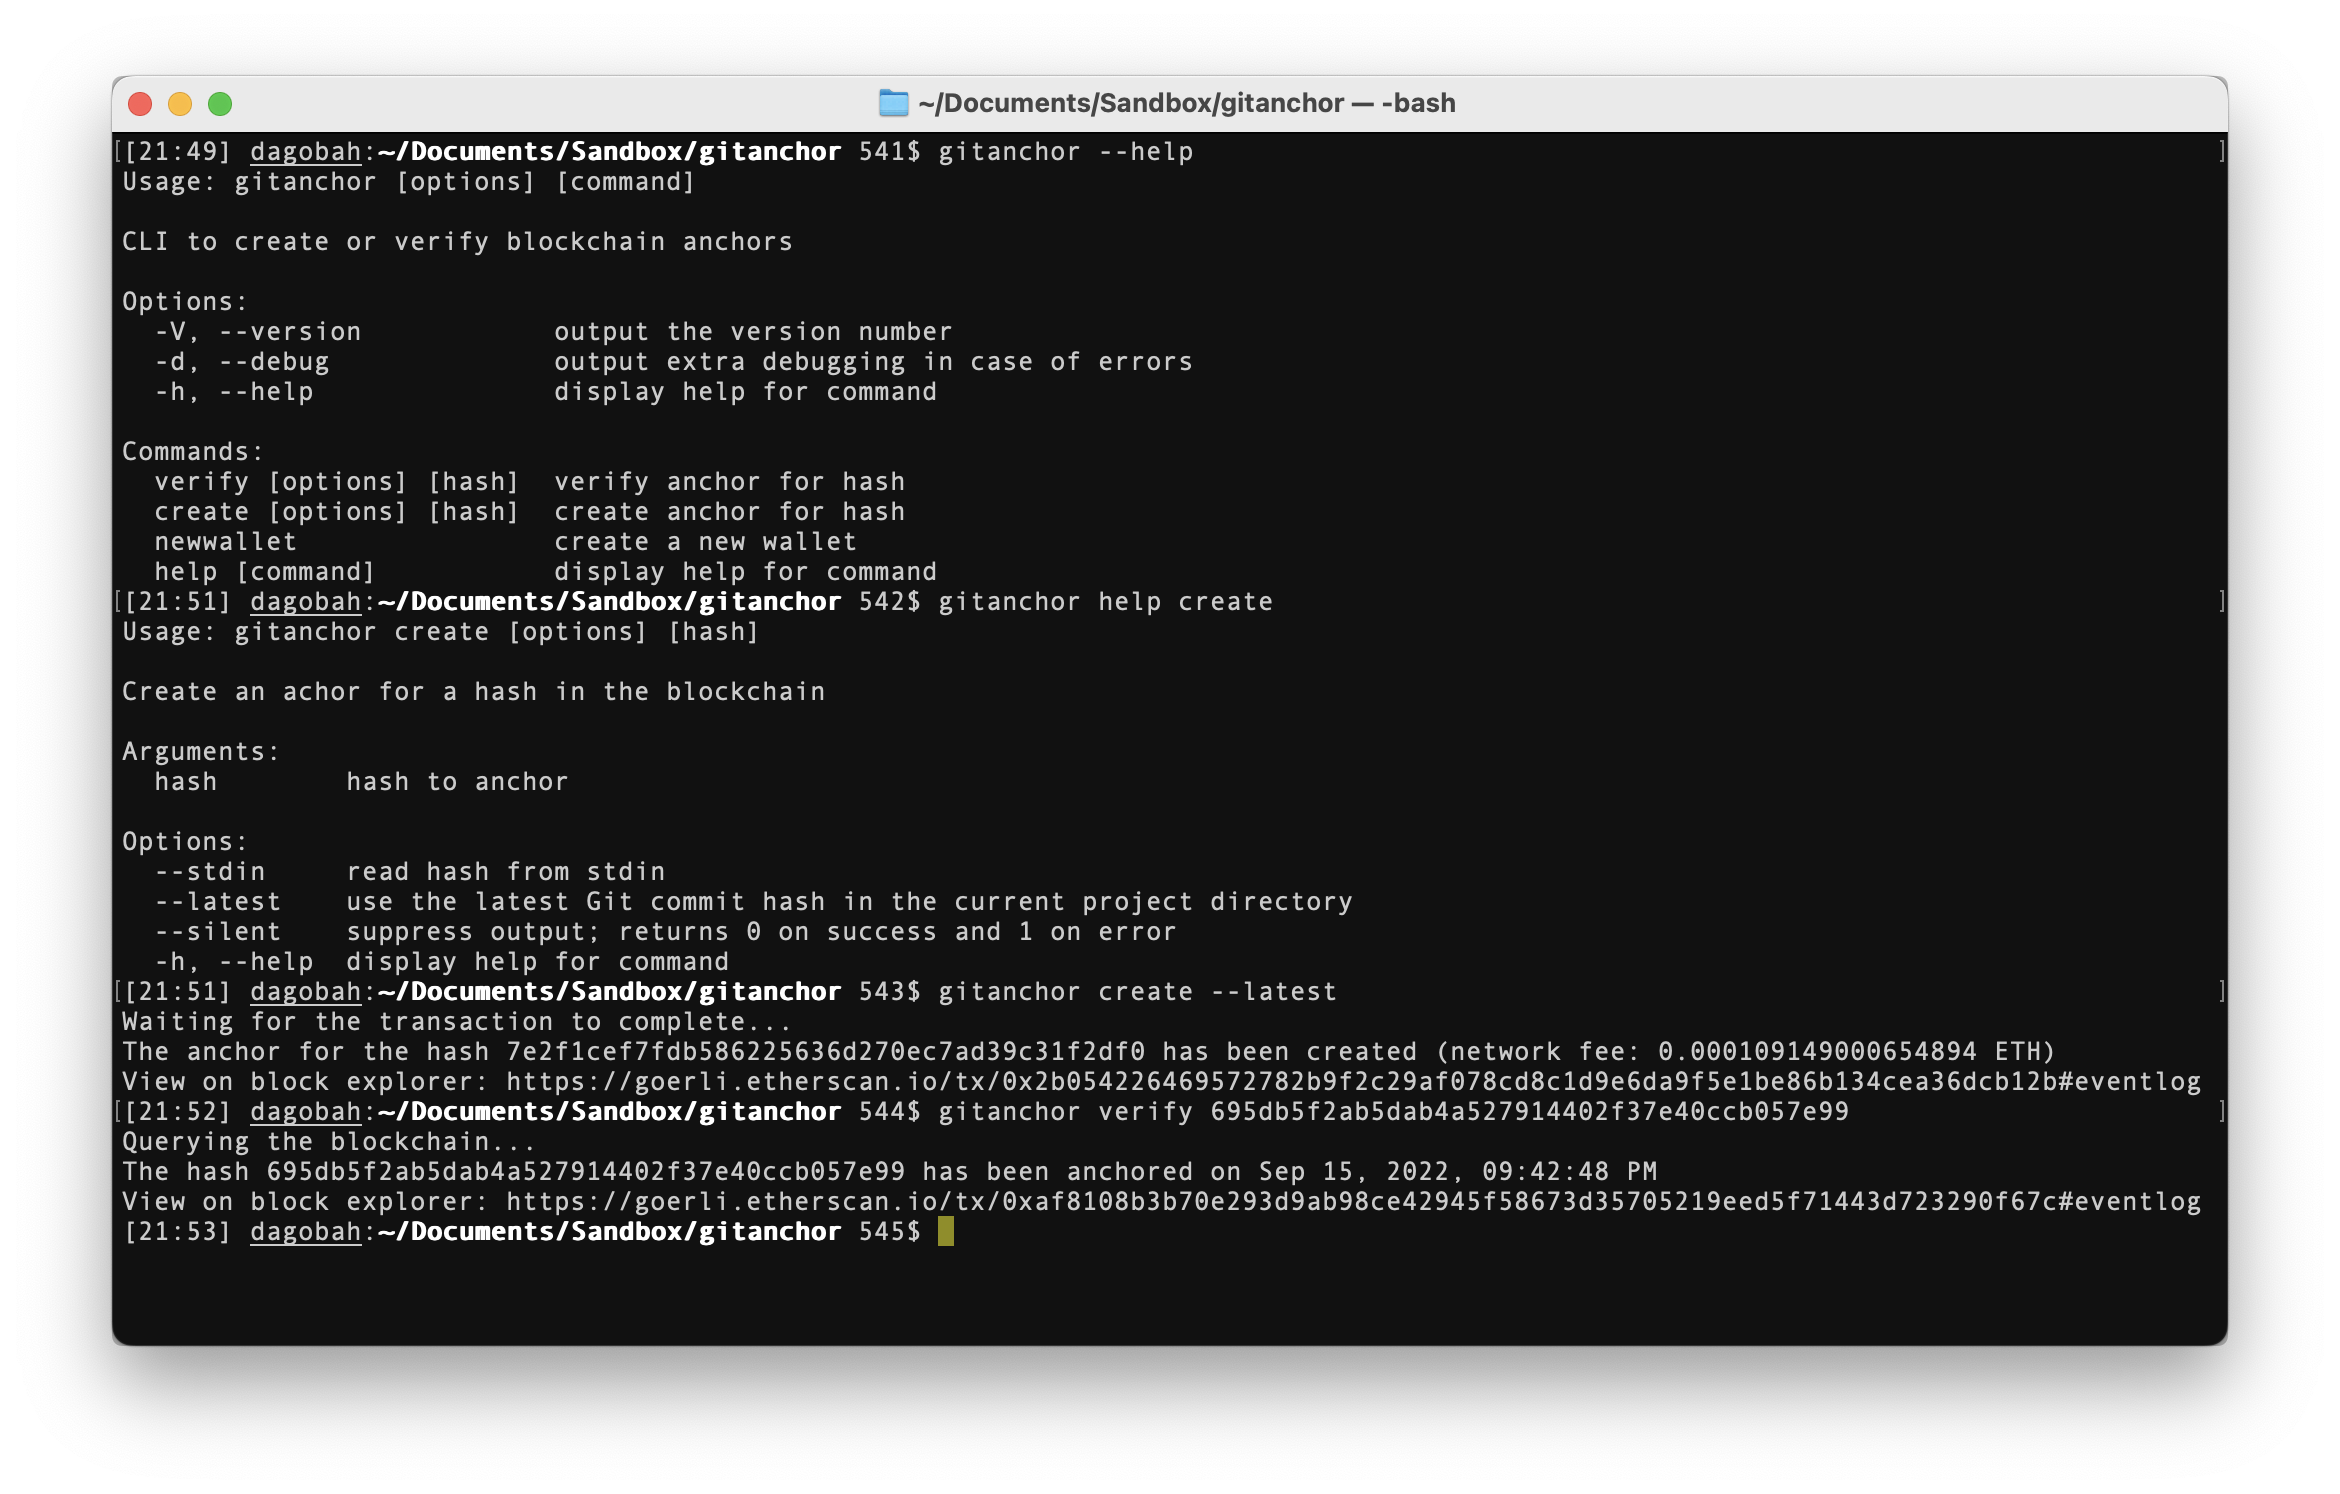 ~/Documents/Sandbox/gitanchor — -bash
[[21:49] dagobah:~/Documents/Sandbox/gitanchor 541$ gitanchor --help ]
Usage: gitanchor [options] [command]
CLI to create or verify blockchain anchors
Options:
-V, --version output the version number
-d, --debug output extra debugging in case of errors
-h, --help display help for command
Commands:
verify [options] [hash] verify anchor for hash
create [options] [hash] create anchor for hash
newwallet create a new wallet
help [command] display help for command
[[21:51] dagobah:~/Documents/Sandbox/gitanchor 542$ gitanchor help create ]
Usage: gitanchor create [options] [hash]
Create an achor for a hash in the blockchain
Arguments:
hash hash to anchor
Options:
--stdin read hash from stdin
--latest use the latest Git commit hash in the current project directory
--silent suppress output; returns 0 on success and 1 on error
-h, --help display help for command
[[21:51] dagobah:~/Documents/Sandbox/gitanchor 543$ gitanchor create --latest ]
Waiting for the transaction to complete...
The anchor for the hash 7e2f1cef7fdb586225636d270ec7ad39c31f2df0 has been created (network fee: 0.000109149000654894 ETH)
View on block explorer: https://goerli.etherscan.io/tx/0x2b054226469572782b9f2c29af078cd8c1d9e6da9f5e1be86b134cea36dcb12b#eventlog
[[21:52] dagobah:~/Documents/Sandbox/gitanchor 544$ gitanchor verify 695db5f2ab5dab4a527914402f37e40ccb057e99 ]
Querying the blockchain...
The hash 695db5f2ab5dab4a527914402f37e40ccb057e99 has been anchored on Sep 15, 2022, 09:42:48 PM
View on block explorer: https://goerli.etherscan.io/tx/0xaf8108b3b70e293d9ab98ce42945f58673d35705219eed5f71443d723290f67c#eventlog
[21:53] dagobah:~/Documents/Sandbox/gitanchor 545$